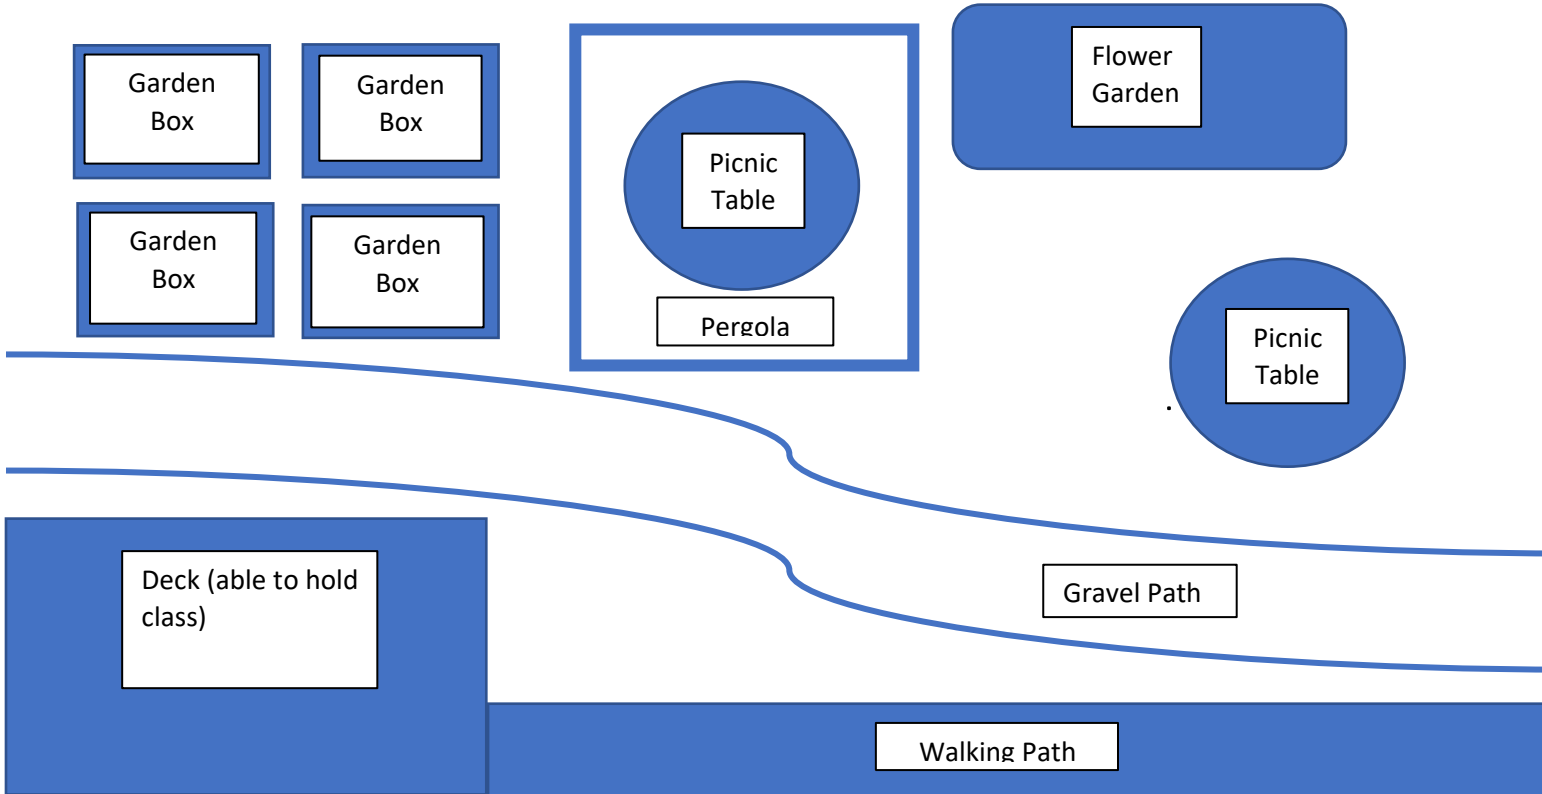 Garden
Box
Garden
Box
Picnic
Table
Flower
Garden
Garden
Box
Garden
Box
Pergola
Picnic
Table
Deck (able to hold
class)
Gravel Path
Walking Path